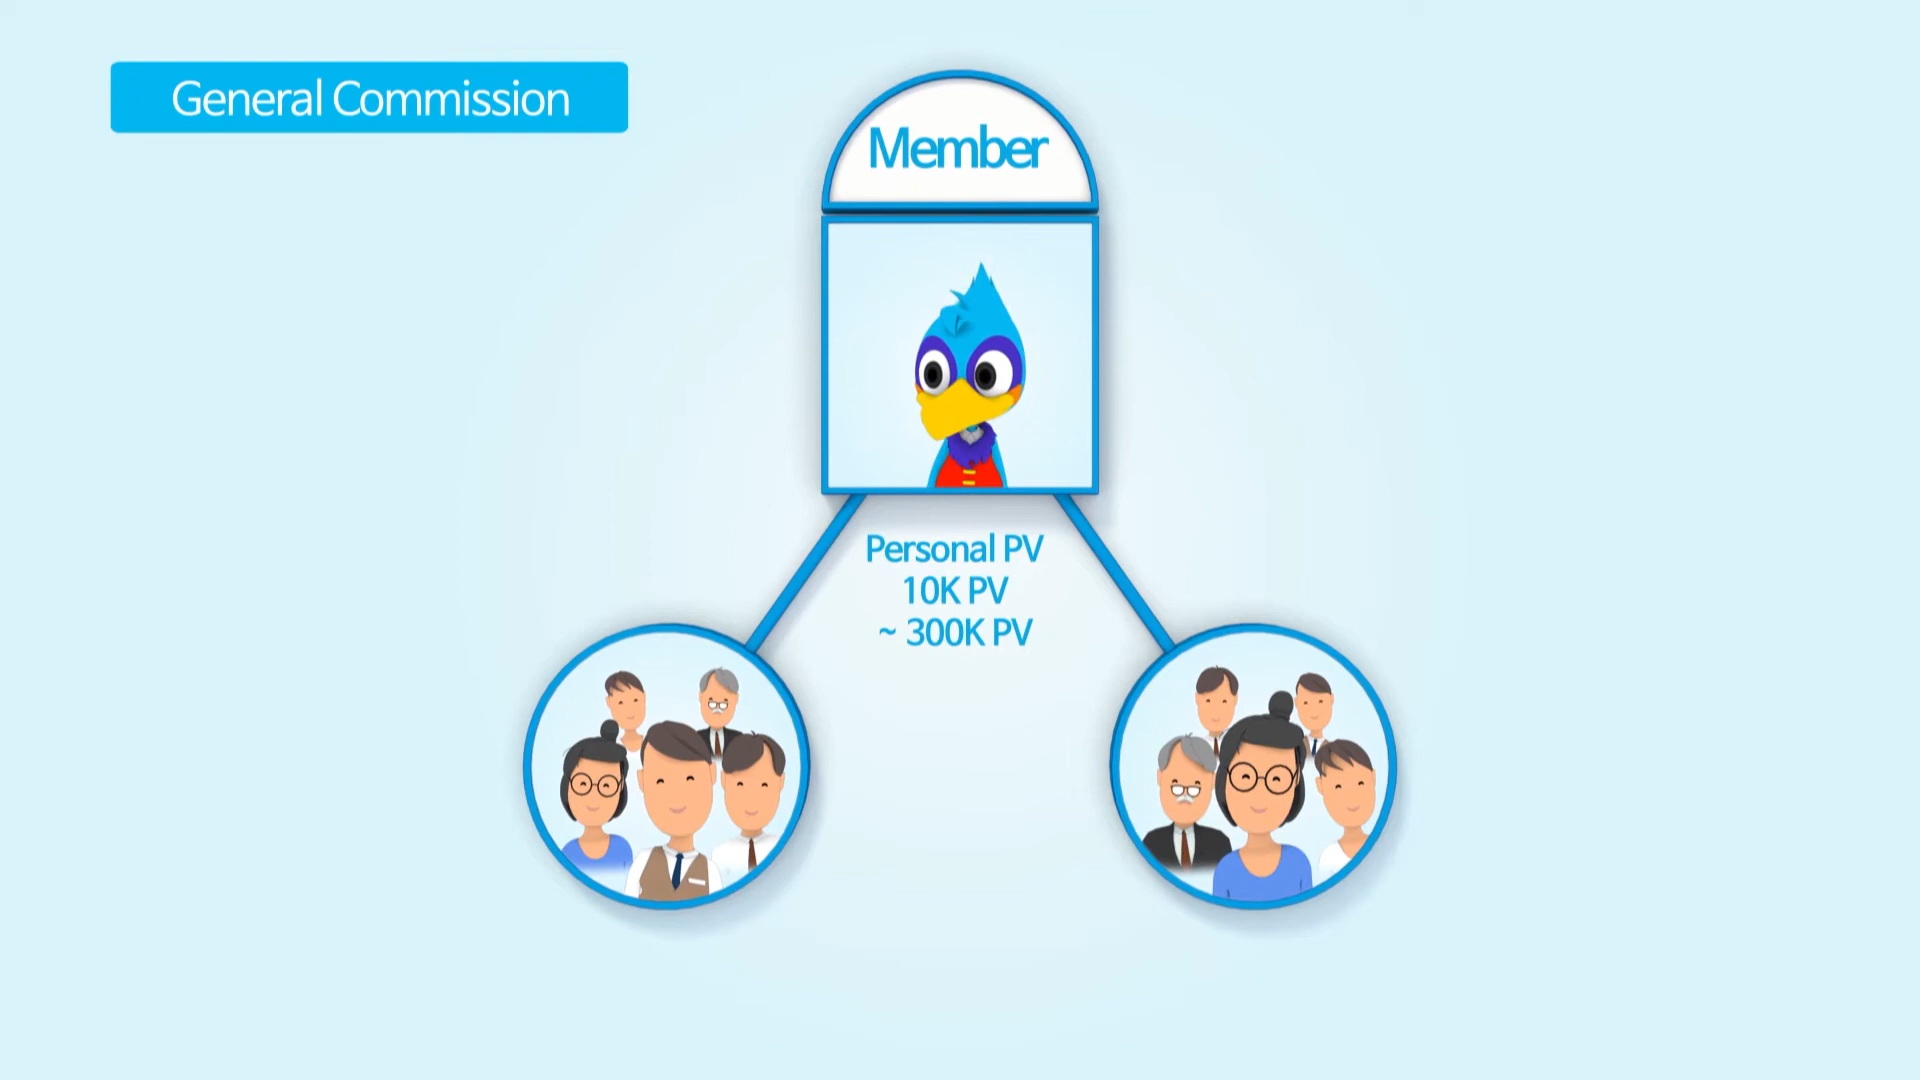 General Commission
Member
Personal PV
10K PV
~ 300K PV